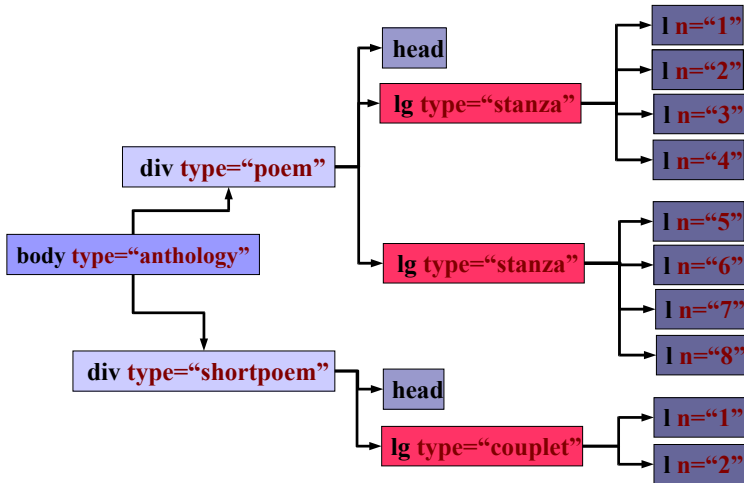 body type=“anthology”
div type=“poem”
head
lg type=“stanza”
l n=“1”
l n=“2”
l n=“3”
l n=“4”
lg type=“stanza”
l n=“5”
l n=“6”
l n=“7”
l n=“8”
div type=“shortpoem”
head
lg type=“couplet”
l n=“1”
l n=“2”